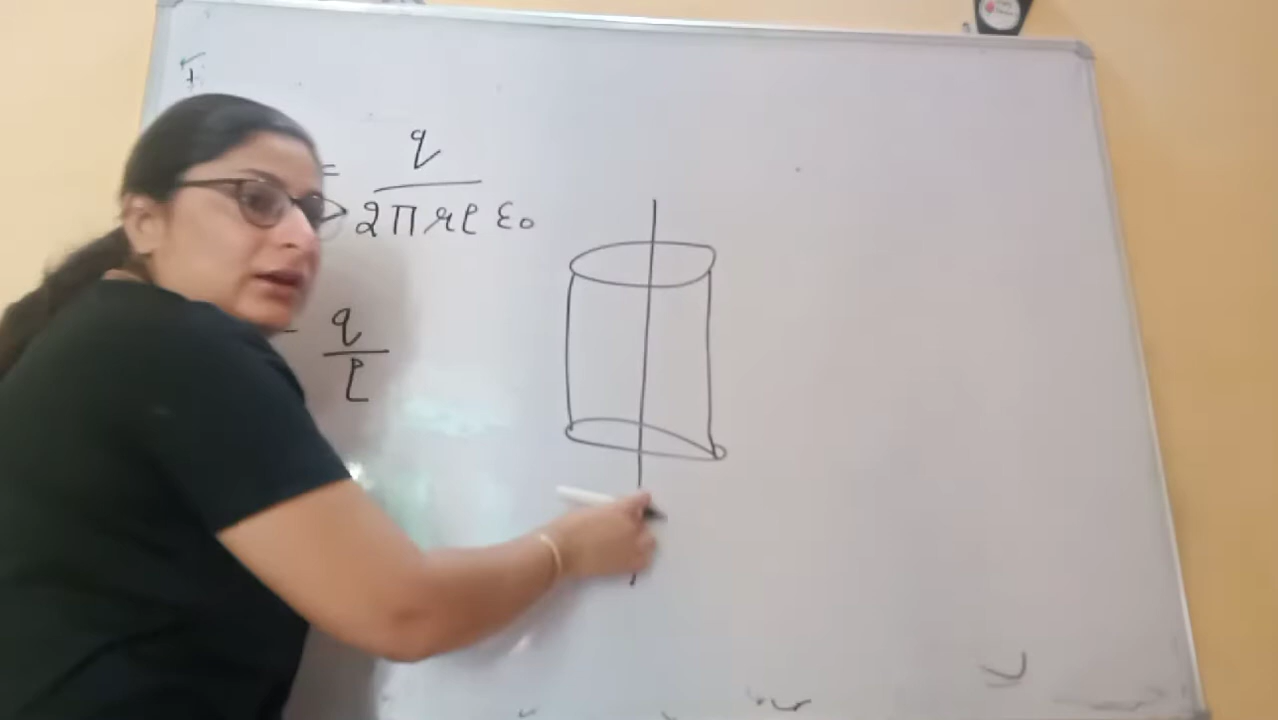 = q
2πrl ε₀
- q
l